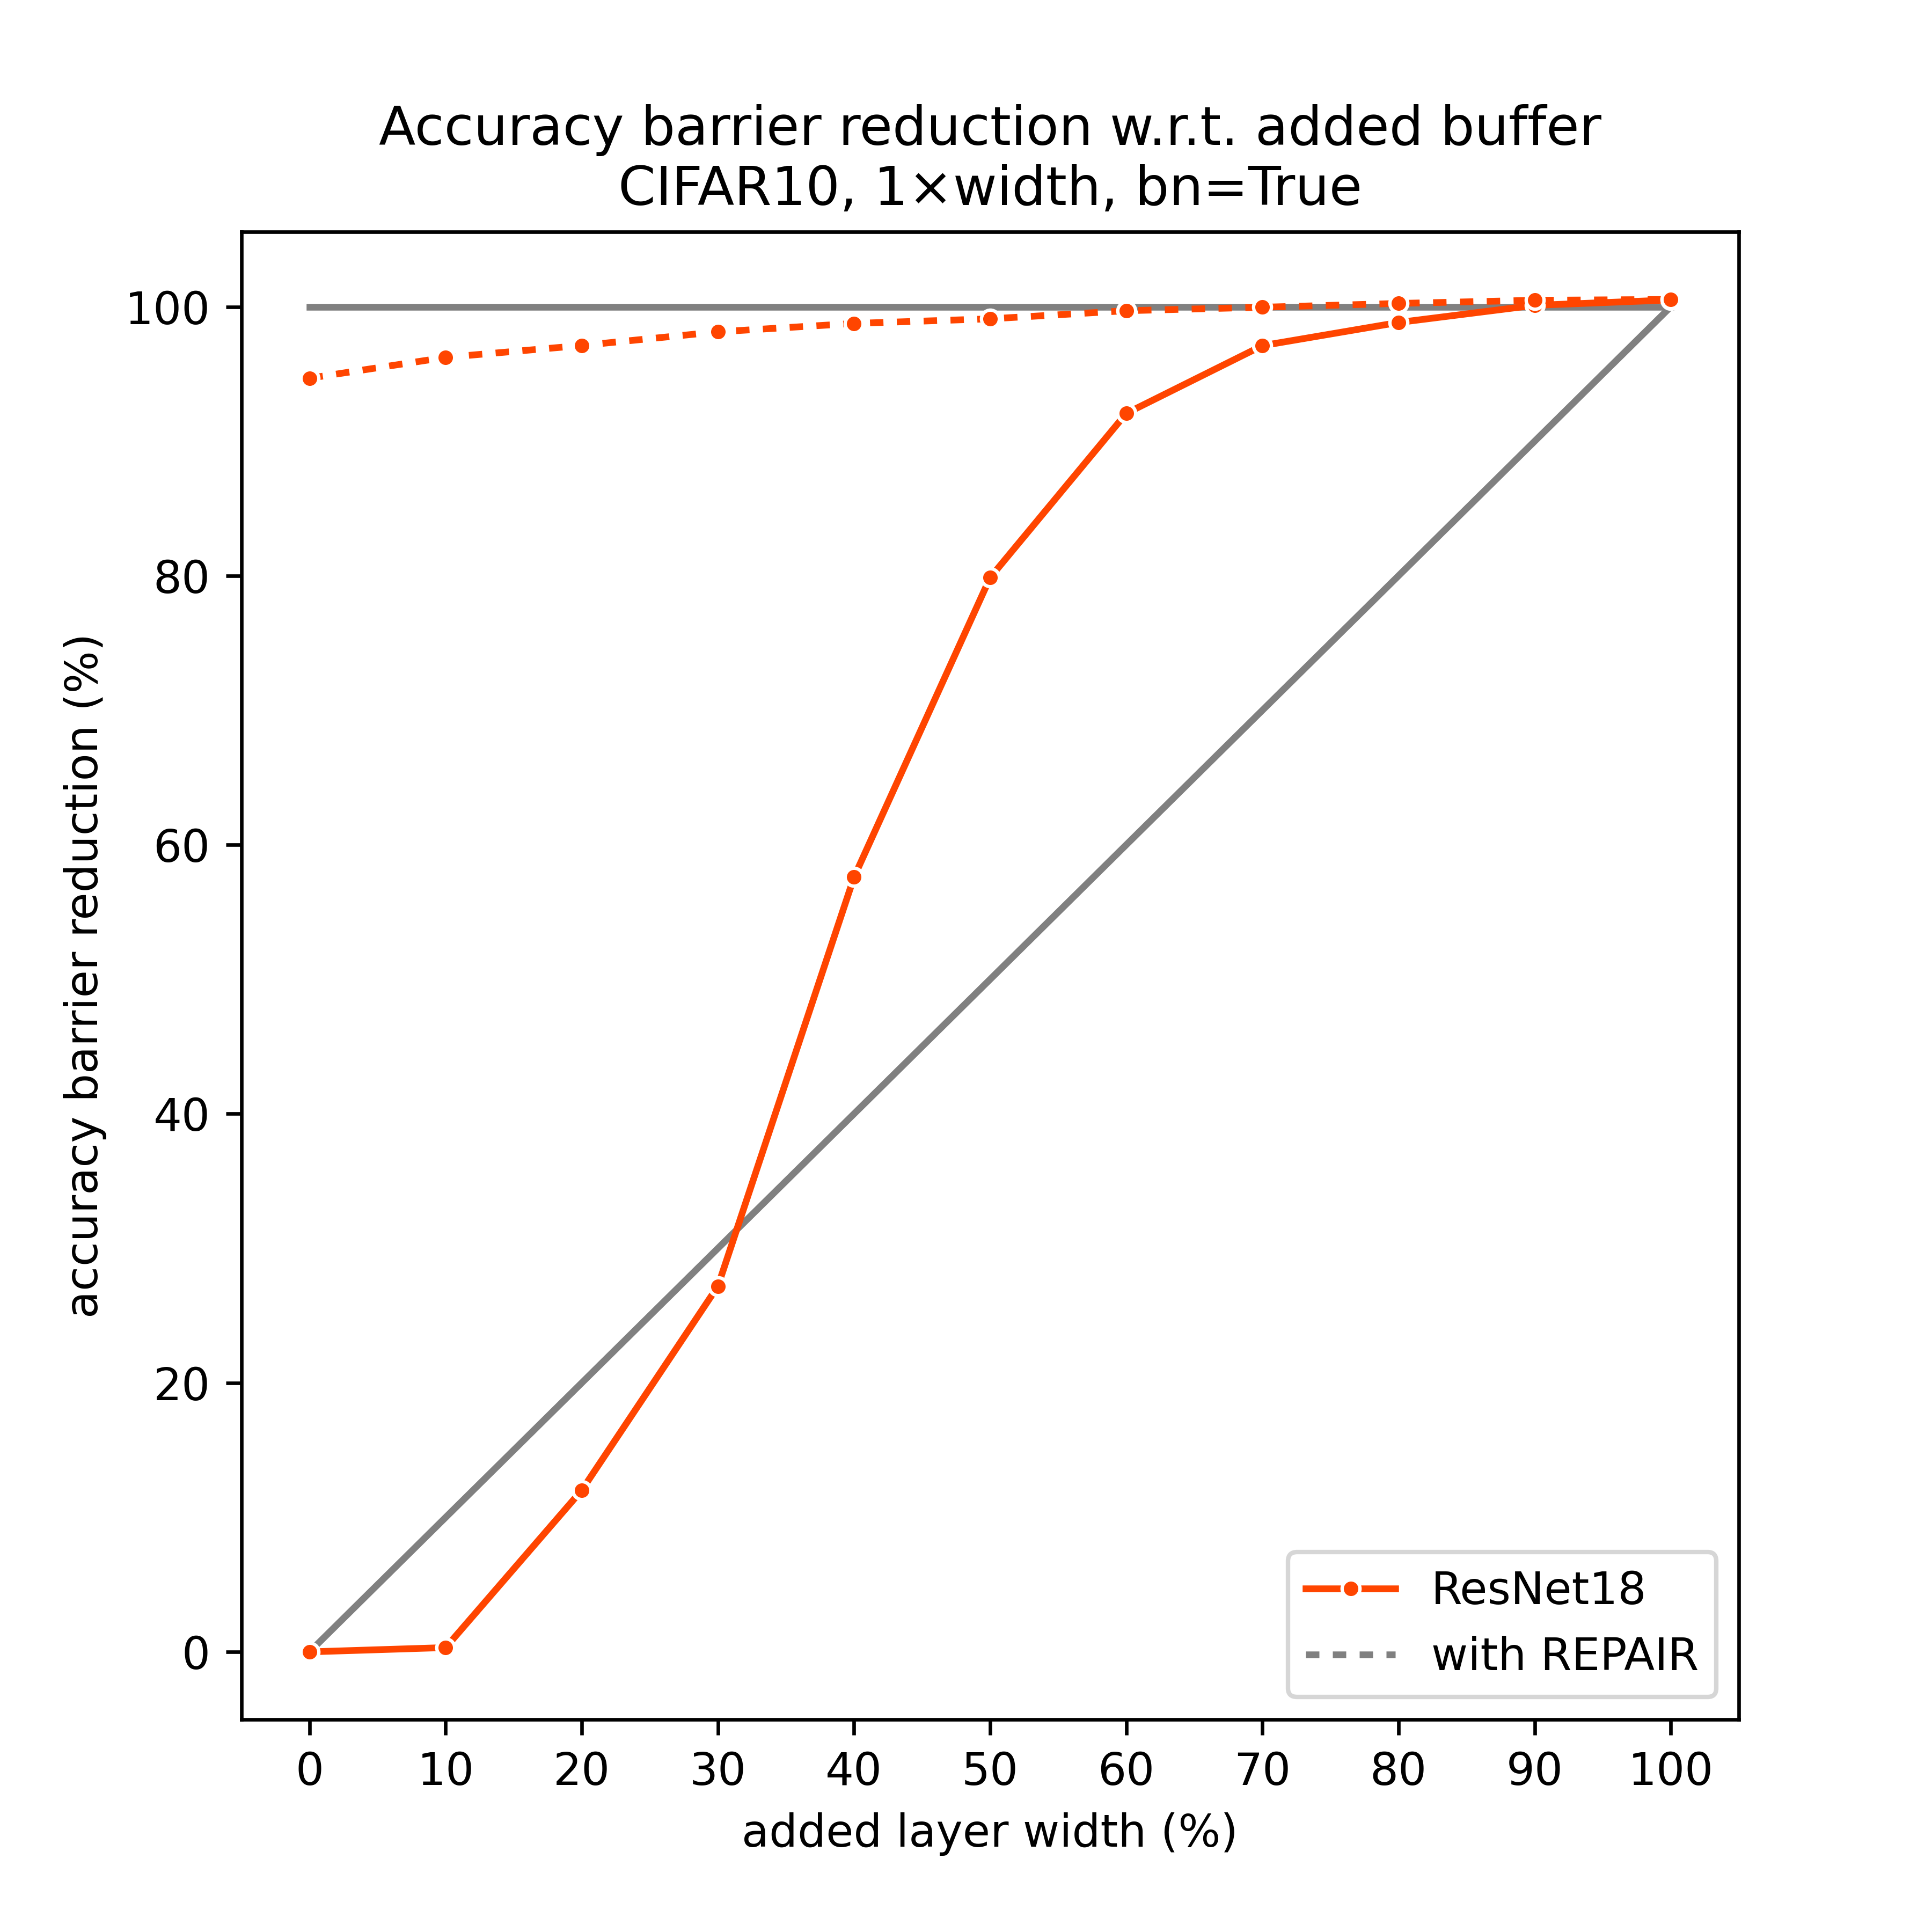 Accuracy barrier reduction w.r.t. added buffer
CIFAR10, 1×width, bn=True
accuracy barrier reduction (%)
100
80
60
40
20
0
0 10 20 30 40 50 60 70 80 90 100
added layer width (%)
ResNet18
with REPAIR